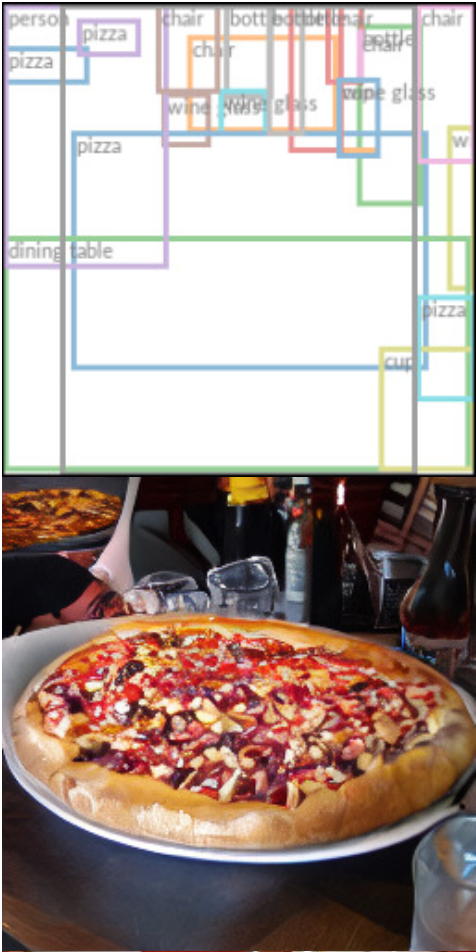 person
chair
bottle
chair
chair
pizza
chair
bottle
chair
pizza
wine glass
wine glass
wine glass
pizza
w
dining table
pizza
cup